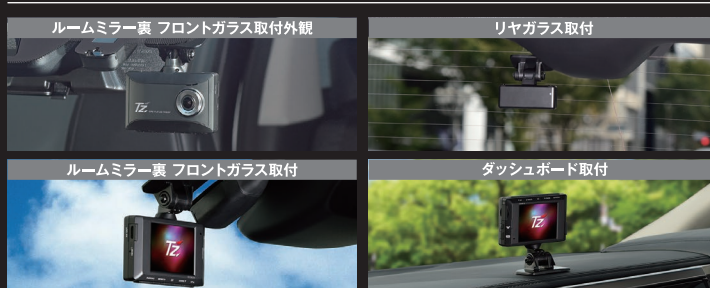 ルームミラー裏 フロントガラス取付外観
リヤガラス取付
TZ
ルームミラー裏 フロントガラス取付
ダッシュボード取付
TZ
TZ